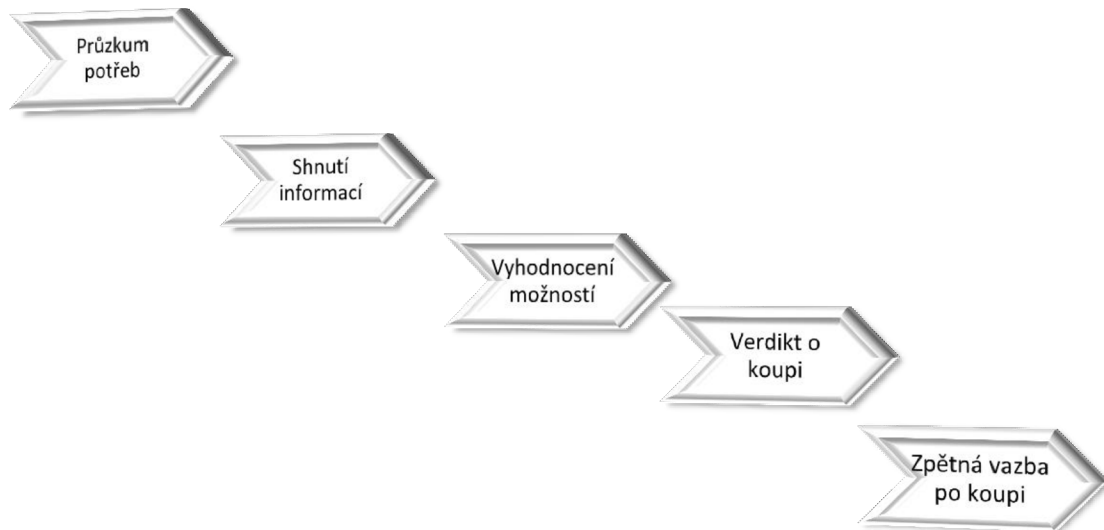 Průzkum
potřeb
Shnutí
informací
Vyhodnocení
možností
Verdikt o
koupi
Zpětná vazba
po koupi